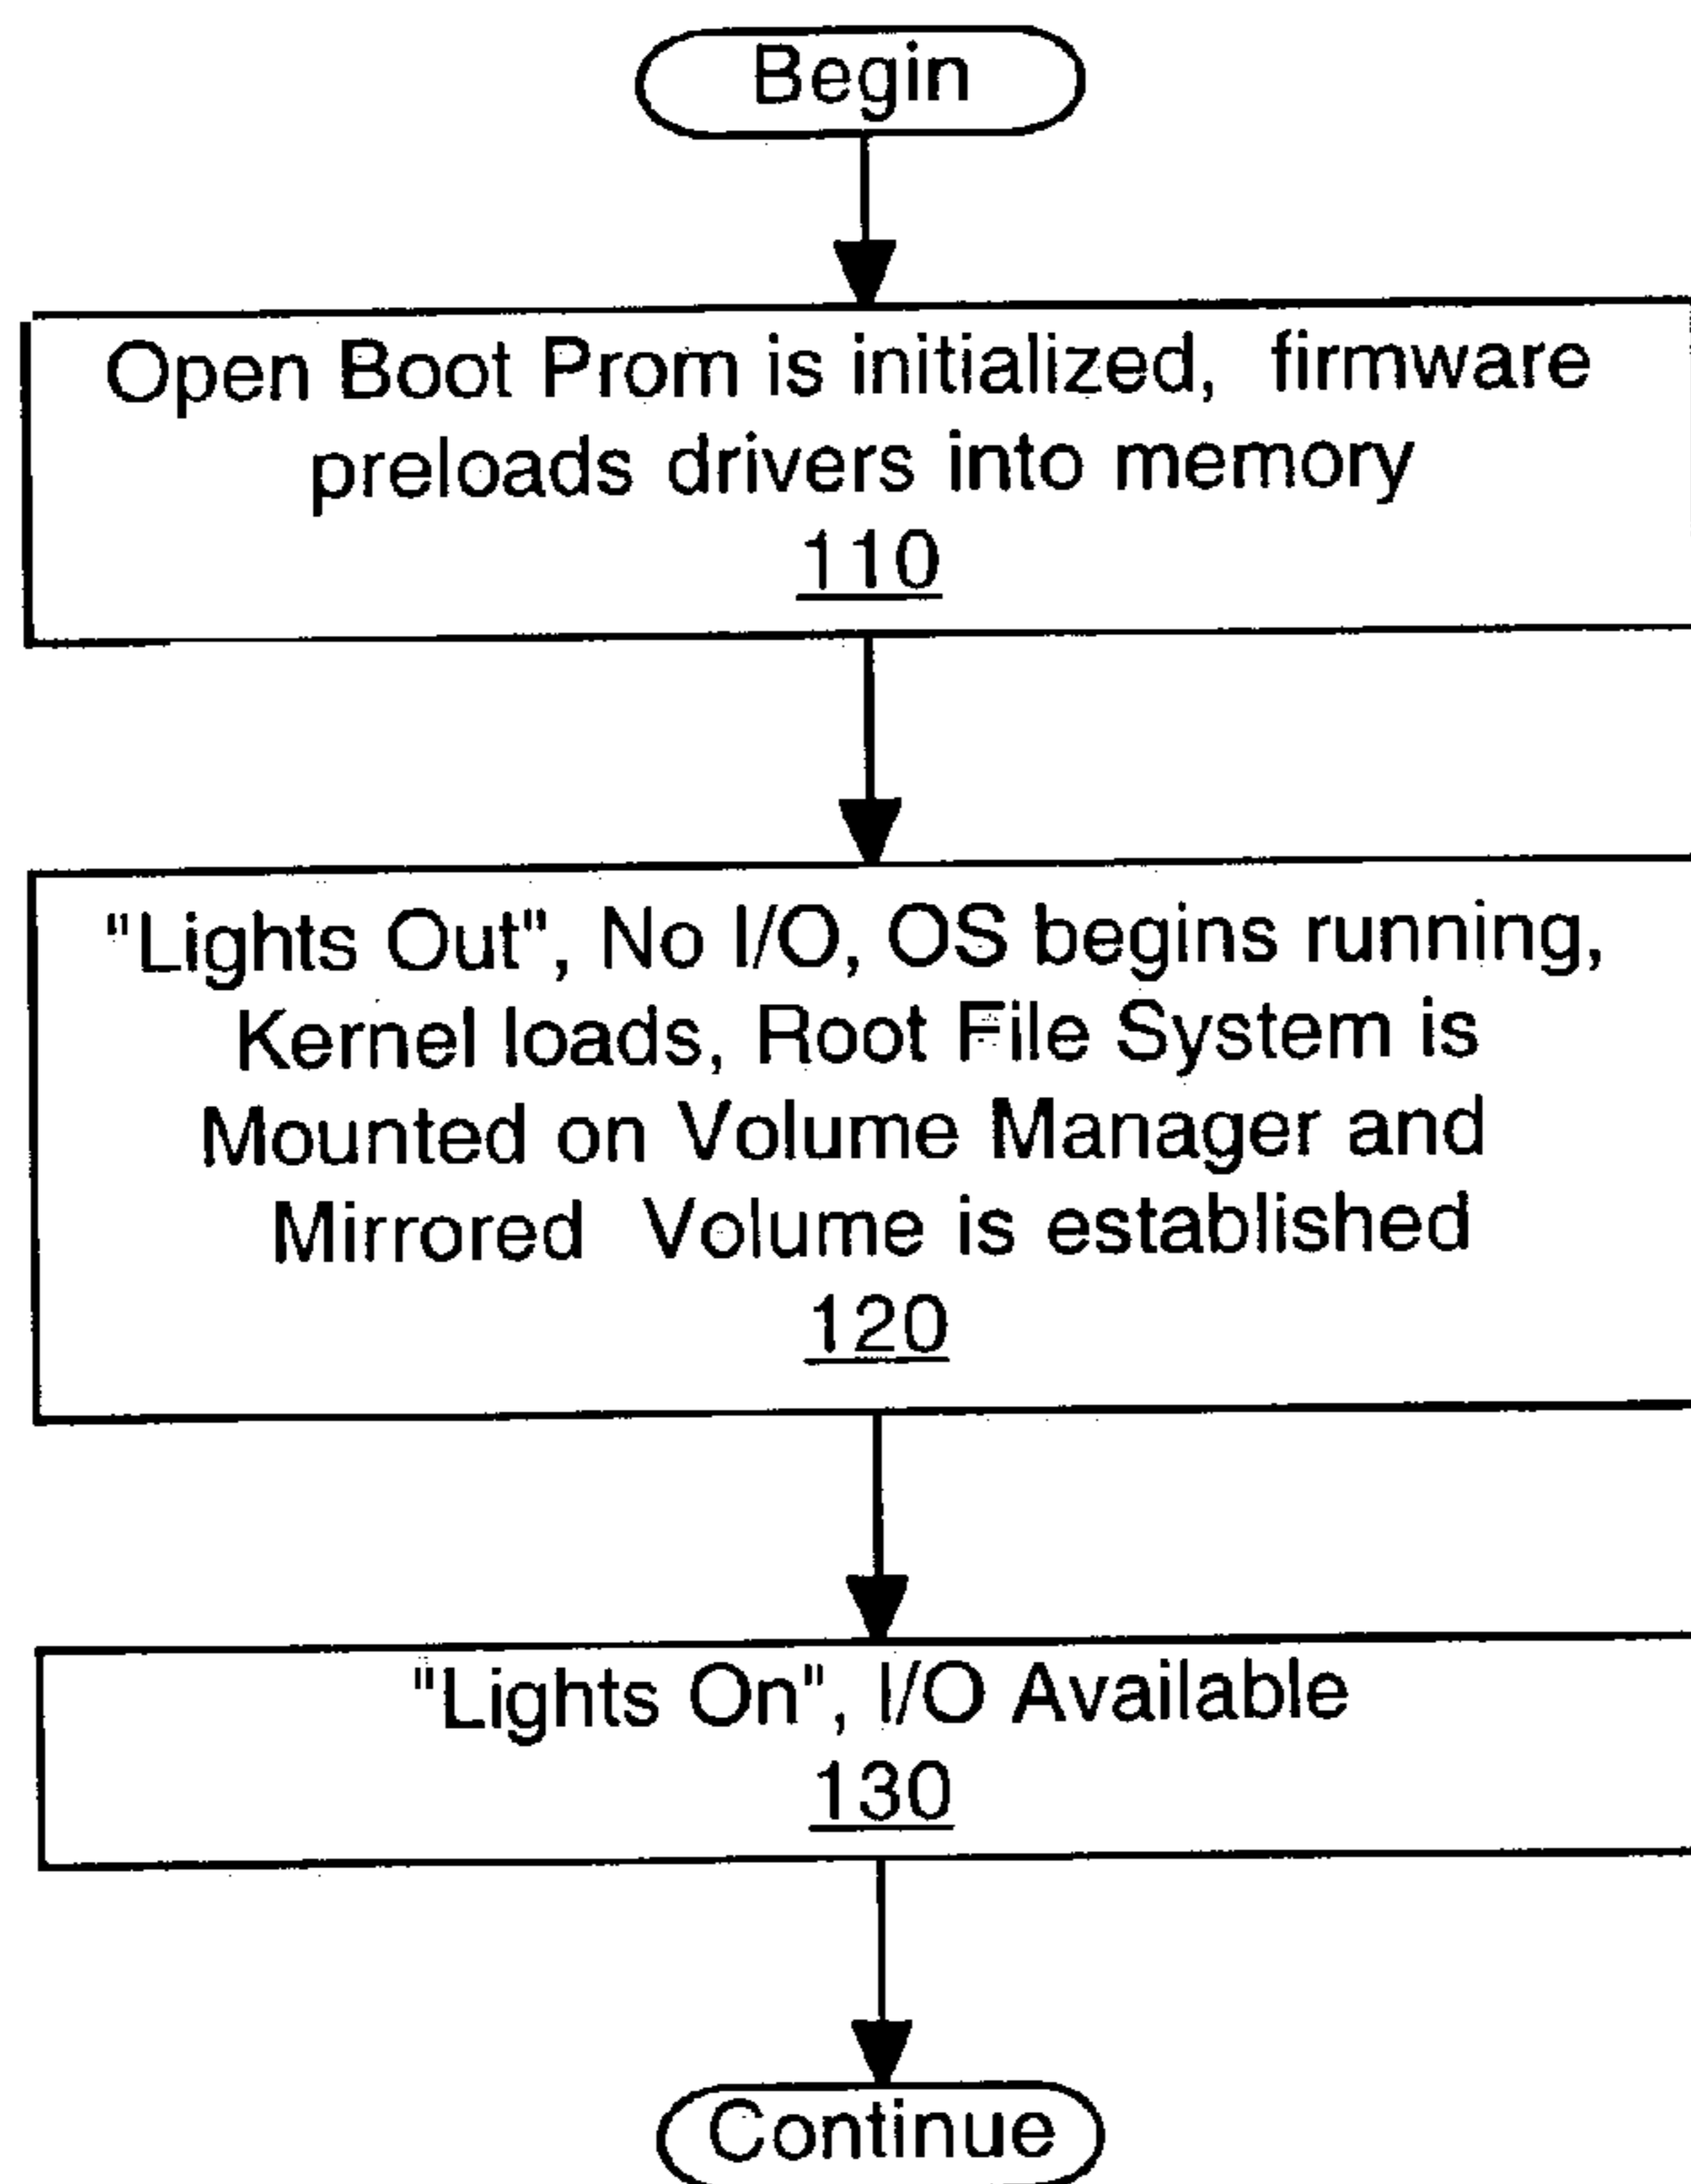 Begin
Open Boot Prom is initialized, firmware
preloads drivers into memory
110
"Lights Out", No I/O, OS begins running,
Kernel loads, Root File System is
Mounted on Volume Manager and
Mirrored Volume is established
120
"Lights On", I/O Available
130
Continue